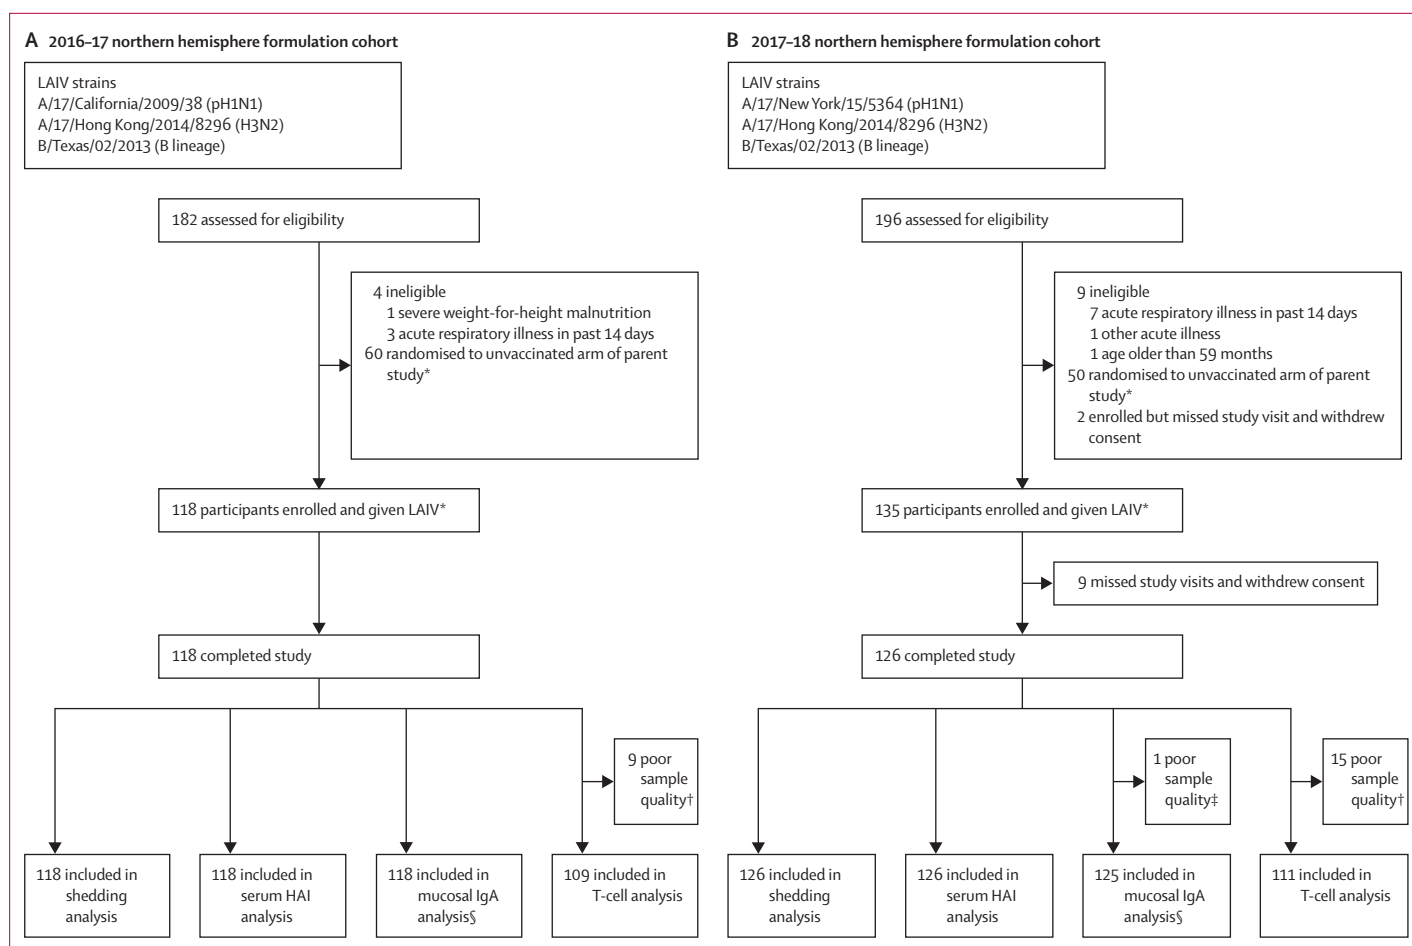 A 2016–17 northern hemisphere formulation cohort
LAIV strains
A/17/California/2009/38 (pH1N1)
A/17/Hong Kong/2014/8296 (H3N2)
B/Texas/02/2013 (B lineage)
182 assessed for eligibility
4 ineligible
1 severe weight-for-height malnutrition
3 acute respiratory illness in past 14 days
60 randomised to unvaccinated arm of parent
study*
118 participants enrolled and given LAIV*
118 completed study
9 poor
sample
quality†
118 included in
shedding
analysis
118 included in
serum HAI
analysis
118 included in
mucosal IgA
analysis§
109 included in
T-cell analysis
B 2017–18 northern hemisphere formulation cohort
LAIV strains
A/17/New York/15/5364 (pH1N1)
A/17/Hong Kong/2014/8296 (H3N2)
B/Texas/02/2013 (B lineage)
196 assessed for eligibility
9 ineligible
7 acute respiratory illness in past 14 days
1 other acute illness
1 age older than 59 months
50 randomised to unvaccinated arm of parent
study*
2 enrolled but missed study visit and withdrew
consent
135 participants enrolled and given LAIV*
9 missed study visits and withdrew consent
126 completed study
1 poor
sample
quality‡
15 poor
sample
quality†
126 included in
shedding
analysis
126 included in
serum HAI
analysis
125 included in
mucosal IgA
analysis§
111 included in
T-cell analysis